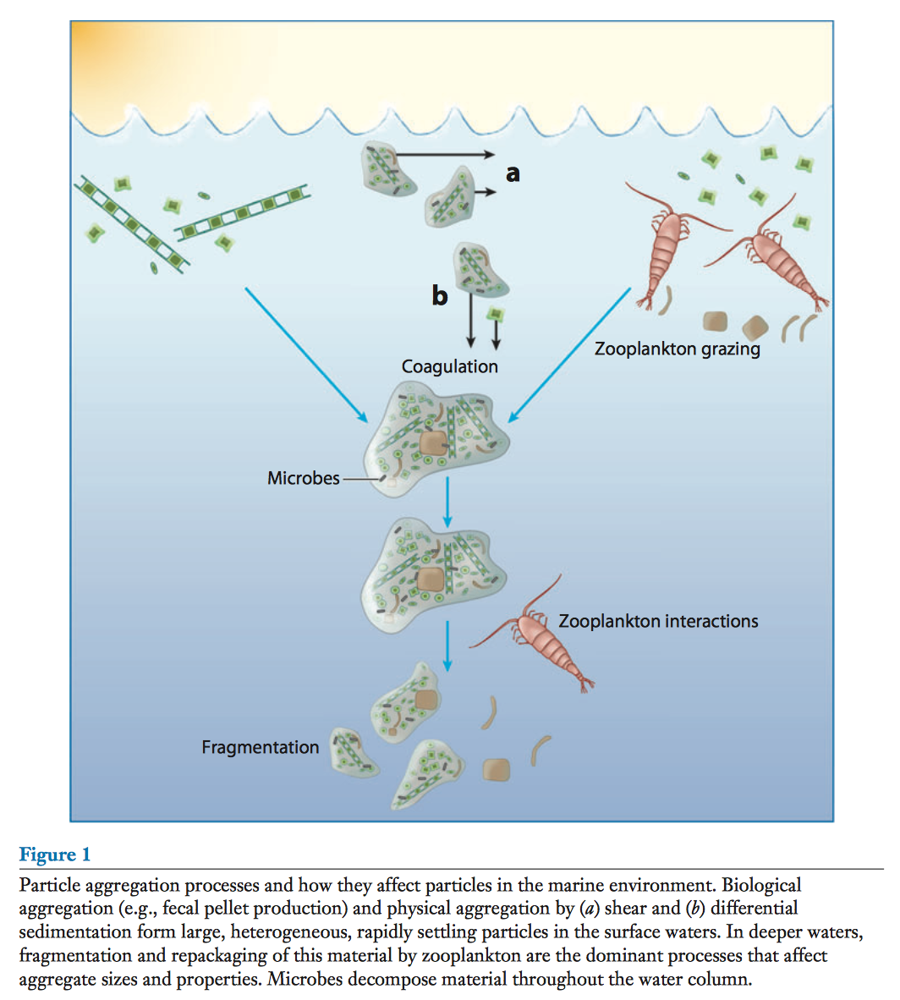 a
b
Coagulation
Zooplankton grazing
Microbes
Zooplankton interactions
Fragmentation
Figure 1
Particle aggregation processes and how they affect particles in the marine environment. Biological
aggregation (e.g., fecal pellet production) and physical aggregation by (a) shear and (b) differential
sedimentation form large, heterogeneous, rapidly settling particles in the surface waters. In deeper waters,
fragmentation and repackaging of this material by zooplankton are the dominant processes that affect
aggregate sizes and properties. Microbes decompose material throughout the water column.